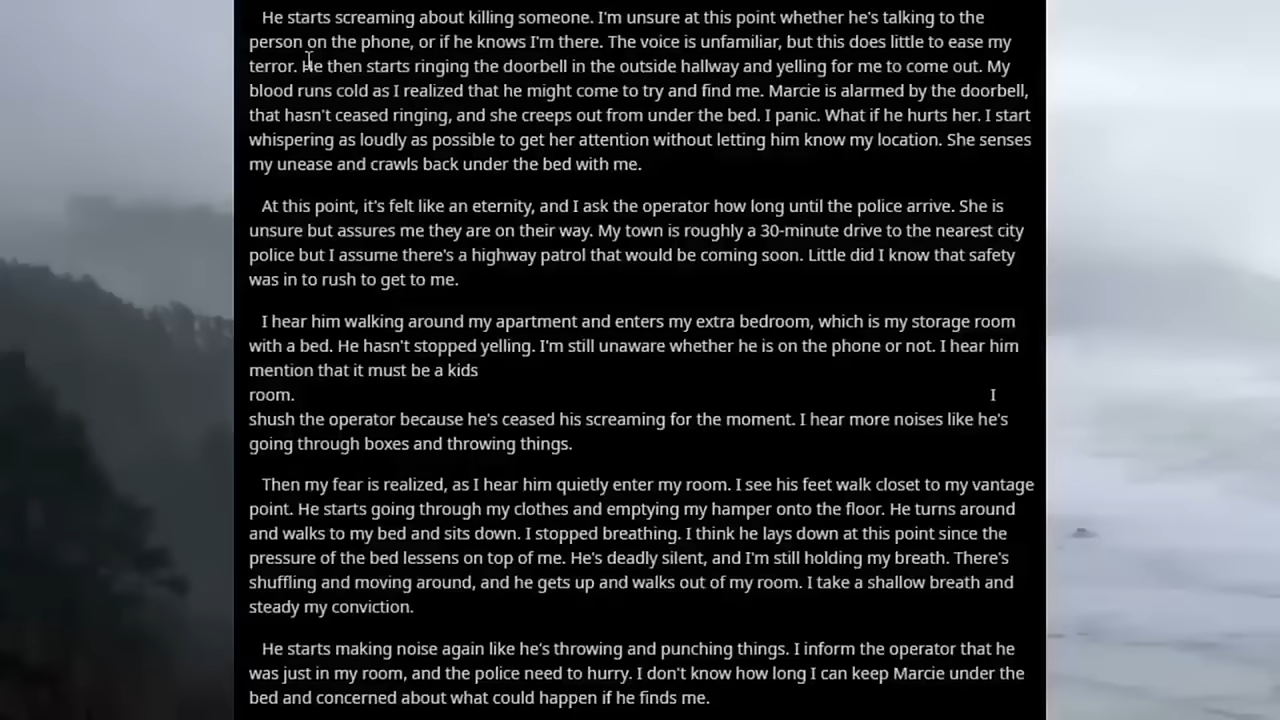 He starts screaming about killing someone. I'm unsure at this point whether he's talking to the
person on the phone, or if he knows I'm there. The voice is unfamiliar, but this does little to ease my
terror. He then starts ringing the doorbell in the outside hallway and yelling for me to come out. My
blood runs cold as I realized that he might come to try and find me. Marcie is alarmed by the doorbell,
that hasn't ceased ringing, and she creeps out from under the bed. I panic. What if he hurts her. I start
whispering as loudly as possible to get her attention without letting him know my location. She senses
my unease and crawls back under the bed with me.
At this point, it's felt like an eternity, and I ask the operator how long until the police arrive. She is
unsure but assures me they are on their way. My town is roughly a 30-minute drive to the nearest city
police but I assume there's a highway patrol that would be coming soon. Little did I know that safety
was in to rush to get to me.
I hear him walking around my apartment and enters my extra bedroom, which is my storage room
with a bed. He hasn't stopped yelling. I'm still unaware whether he is on the phone or not. I hear him
mention that it must be a kids
room. I
shush the operator because he's ceased his screaming for the moment. I hear more noises like he's
going through boxes and throwing things.
Then my fear is realized, as I hear him quietly enter my room. I see his feet walk closet to my vantage
point. He starts going through my clothes and emptying my hamper onto the floor. He turns around
and walks to my bed and sits down. I stopped breathing. I think he lays down at this point since the
pressure of the bed lessens on top of me. He's deadly silent, and I'm still holding my breath. There's
shuffling and moving around, and he gets up and walks out of my room. I take a shallow breath and
steady my conviction.
He starts making noise again like he's throwing and punching things. I inform the operator that he
was just in my room, and the police need to hurry. I don't know how long I can keep Marcie under the
bed and concerned about what could happen if he finds me.